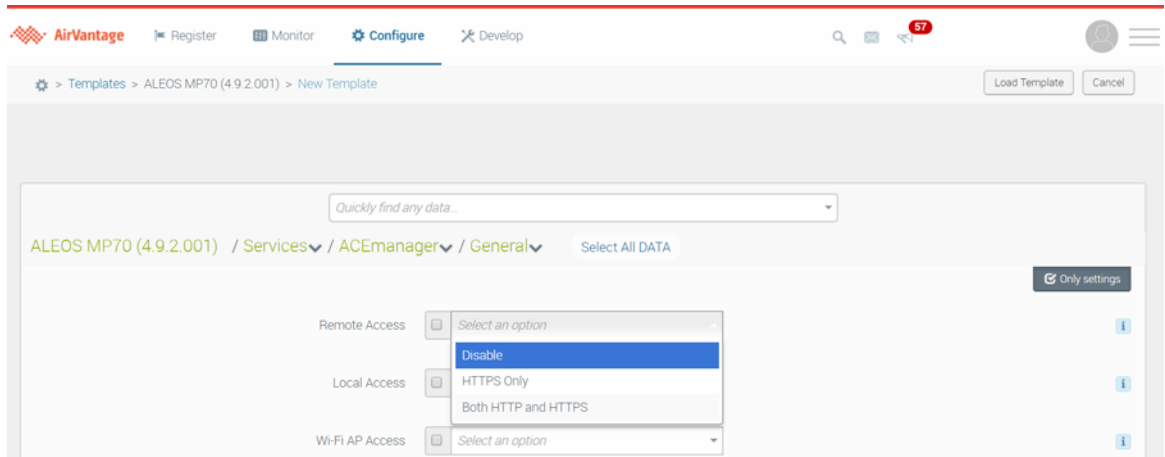 AirVantage Register Monitor Configure Develop 57
> Templates > ALEOS MP70 (4.9.2.001) > New Template Load Template Cancel
Quickly find any data...
ALEOS MP70 (4.9.2.001) / Services / ACEmanager / General Select All DATA
Only settings
Remote Access Select an option
Disable
Local Access HTTPS Only
Both HTTP and HTTPS
Wi-Fi AP Access Select an option